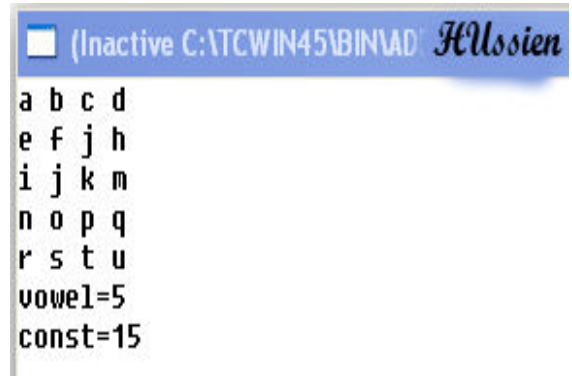 (Inactive C:\TCWIN45\BIN\AD HUssien
a b c d
e f j h
i j k m
n o p q
r s t u
vowel=5
const=15